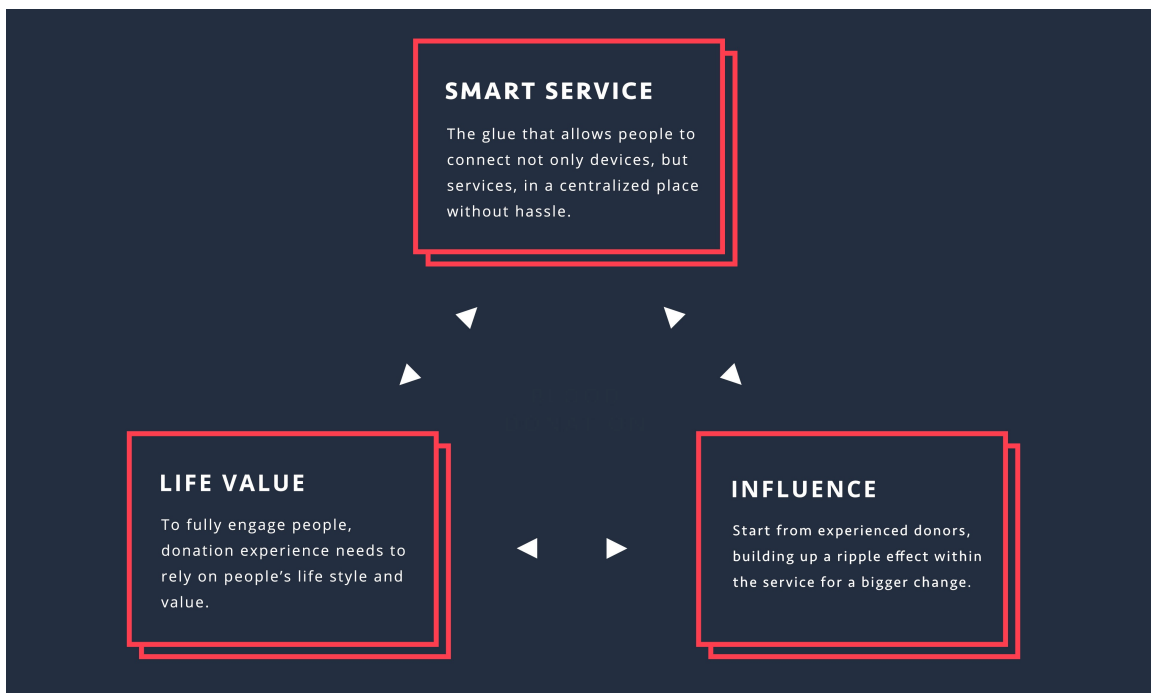 SMART SERVICE
The glue that allows people to
connect not only devices, but
services, in a centralized place
without hassle.
LIFE VALUE
To fully engage people,
donation experience needs to
rely on people’s life style and
value.
INFLUENCE
Start from experienced donors,
building up a ripple effect within
the service for a bigger change.